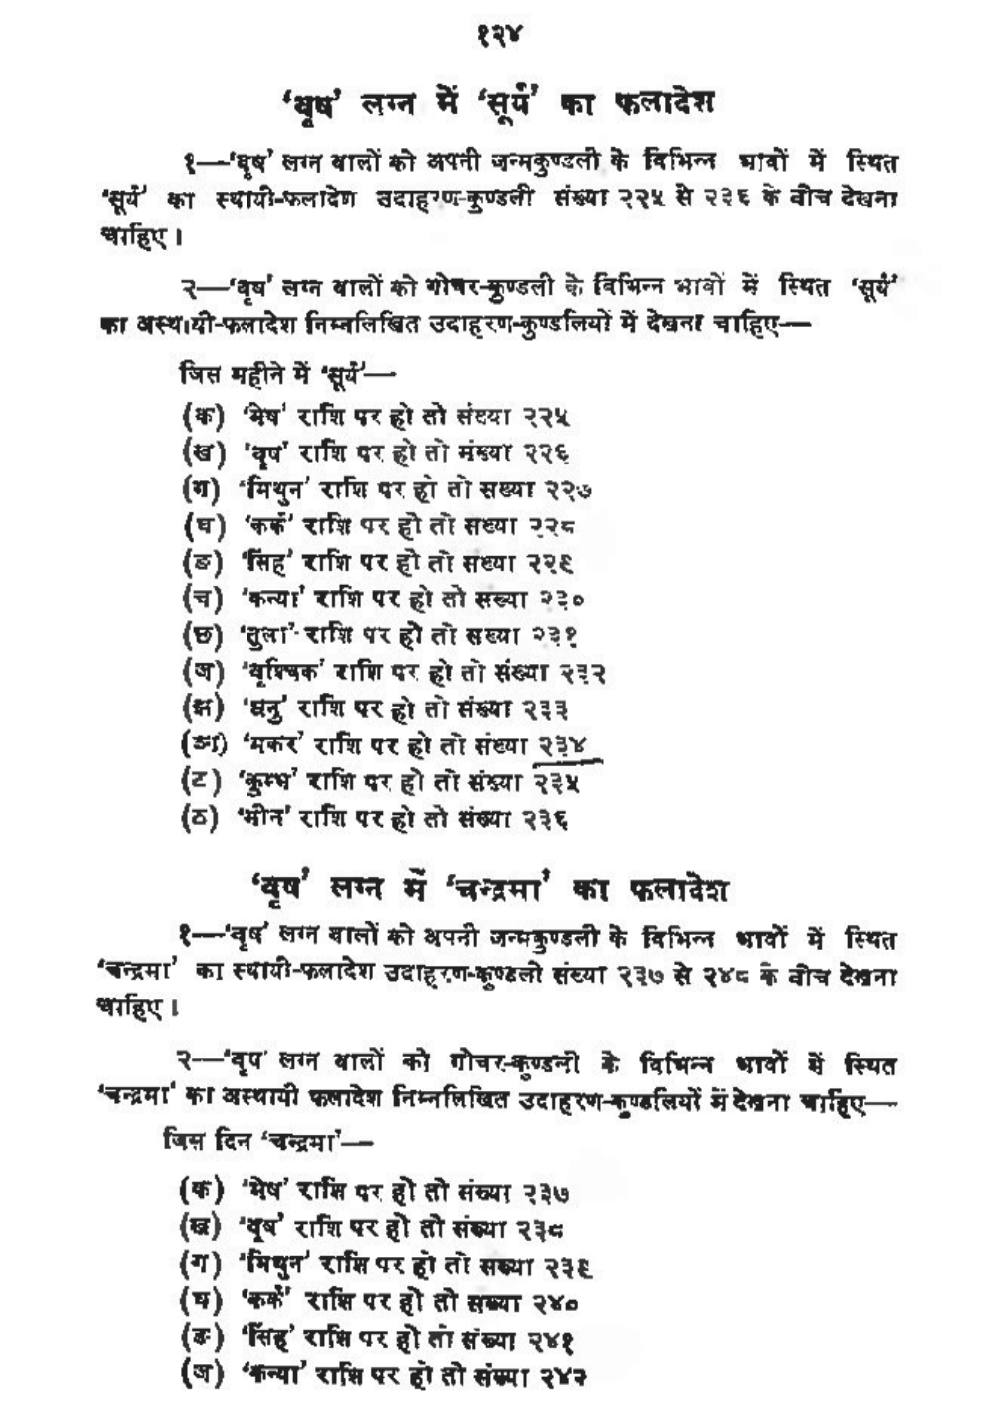 १२४
‘वृष’ लग्न में ‘सूर्य’ का फलादेश
१—‘वृष’ लग्न वालों को अपनी जन्मकुण्डली के विभिन्न भावों में स्थित
‘सूर्य’ का स्थायी-फलादेश उदाहरण-कुण्डली संख्या २२५ से २३६ के बीच देखना
चाहिए।
२—‘वृष’ लग्न वालों को गोचर-कुण्डली के विभिन्न भावों में स्थित ‘सूर्य’
का अस्थायी-फलादेश निम्नलिखित उदाहरण-कुण्डलियों में देखना चाहिए—
जिस महीने में ‘सूर्य’—
(क) ‘मेष’ राशि पर हो तो संख्या २२५
(ख) ‘वृष’ राशि पर हो तो संख्या २२६
(ग) ‘मिथुन’ राशि पर हो तो संख्या २२७
(घ) ‘कर्क’ राशि पर हो तो संख्या २२८
(ङ) ‘सिंह’ राशि पर हो तो संख्या २२९
(च) ‘कन्या’ राशि पर हो तो संख्या २३०
(छ) ‘तुला’ राशि पर हो तो संख्या २३१
(ज) ‘वृश्चिक’ राशि पर हो तो संख्या २३२
(झ) ‘धनु’ राशि पर हो तो संख्या २३३
(ञ) ‘मकर’ राशि पर हो तो संख्या २३४
(ट) ‘कुम्भ’ राशि पर हो तो संख्या २३५
(ठ) ‘मीन’ राशि पर हो तो संख्या २३६
‘वृष’ लग्न में ‘चन्द्रमा’ का फलादेश
१—‘वृष’ लग्न वालों को अपनी जन्मकुण्डली के विभिन्न भावों में स्थित
‘चन्द्रमा’ का स्थायी-फलादेश उदाहरण-कुण्डली संख्या २३७ से २४८ के बीच देखना
चाहिए।
२—‘वृष’ लग्न वालों को गोचर-कुण्डली के विभिन्न भावों में स्थित
‘चन्द्रमा’ का अस्थायी फलादेश निम्नलिखित उदाहरण-कुण्डलियों में देखना चाहिए—
जिस दिन ‘चन्द्रमा’—
(क) ‘मेष’ राशि पर हो तो संख्या २३७
(ख) ‘वृष’ राशि पर हो तो संख्या २३८
(ग) ‘मिथुन’ राशि पर हो तो संख्या २३९
(घ) ‘कर्क’ राशि पर हो तो संख्या २४०
(ङ) ‘सिंह’ राशि पर हो तो संख्या २४१
(ज) ‘कन्या’ राशि पर हो तो संख्या २४२